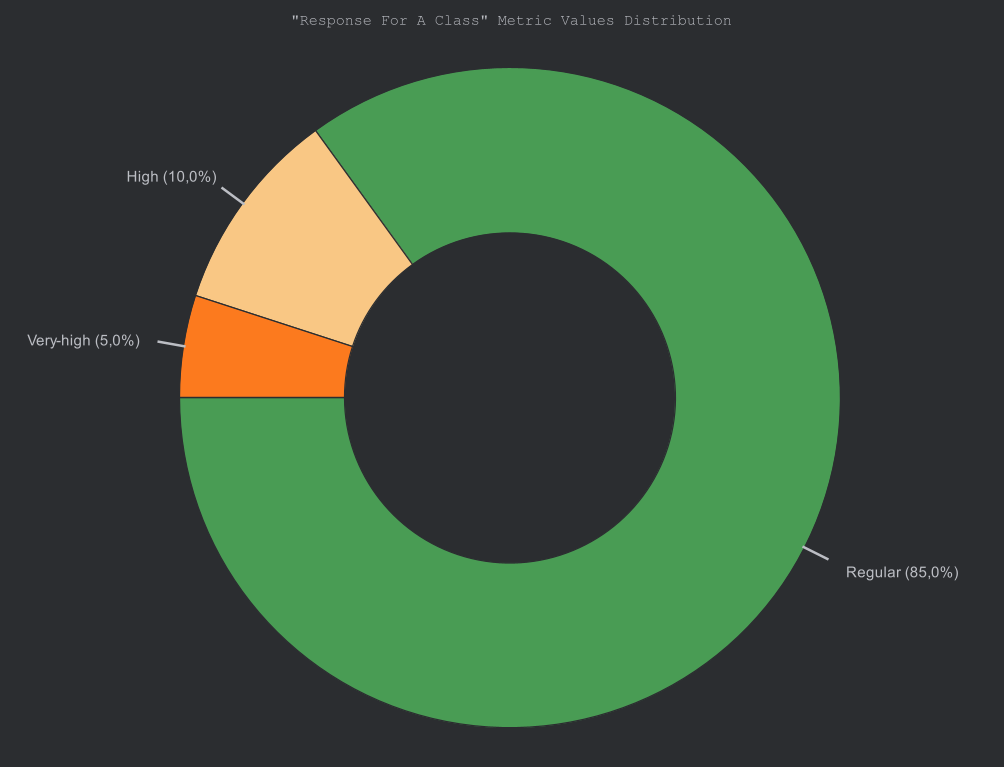 "Response For A Class" Metric Values Distribution
High (10,0%)
Very-high (5,0%)
Regular (85,0%)